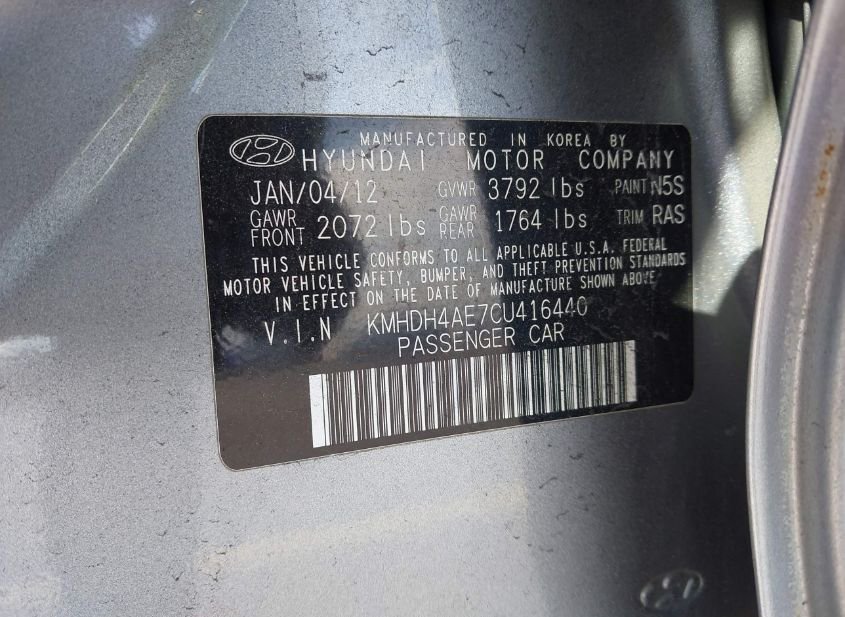 MANUFACTURED IN KOREA BY
HYUNDAI MOTOR COMPANY
JAN/04/12 GVWR 3792 lbs PAINT N5S
GAWR FRONT 2072 lbs GAWR REAR 1764 lbs TRIM RAS
THIS VEHICLE CONFORMS TO ALL APPLICABLE U.S.A. FEDERAL
MOTOR VEHICLE SAFETY, BUMPER, AND THEFT PREVENTION STANDARDS
IN EFFECT ON THE DATE OF MANUFACTURE SHOWN ABOVE
V.I.N KMHDH4AE7CU416440
PASSENGER CAR